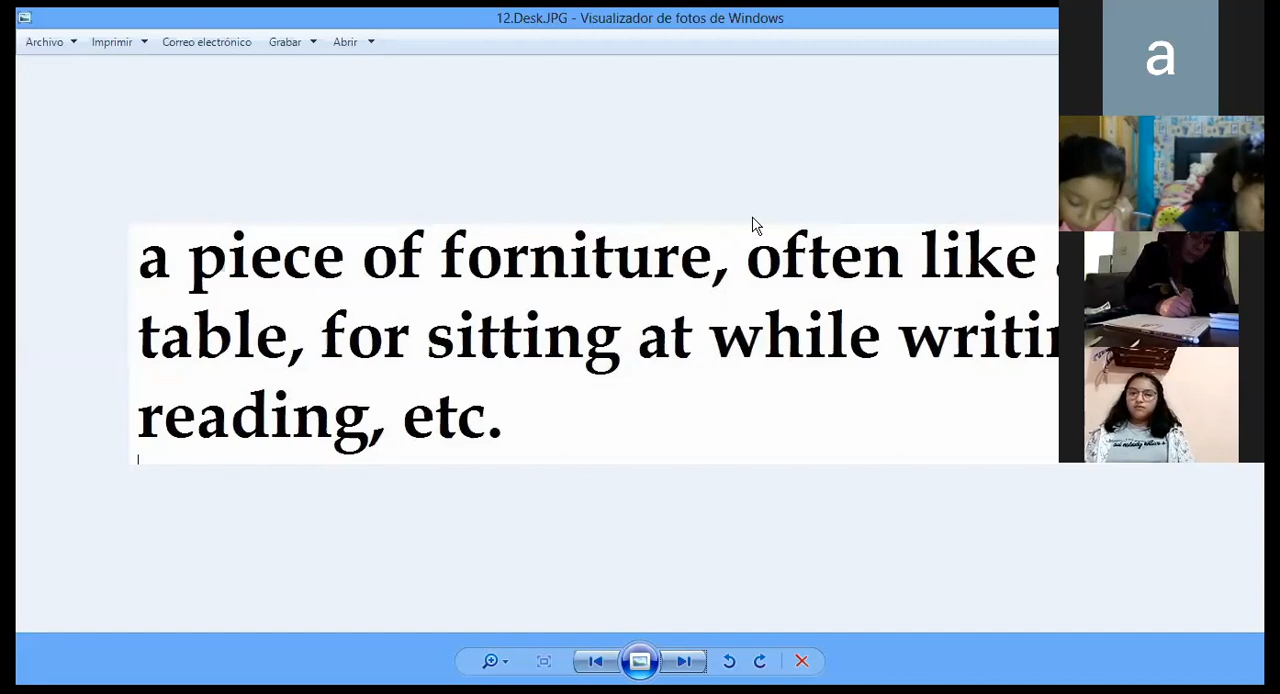 12.Desk.JPG - Visualizador de fotos de Windows
Archivo Imprimir Correo electrónico Grabar Abrir
a
a piece of forniture, often like
table, for sitting at while
reading, etc.